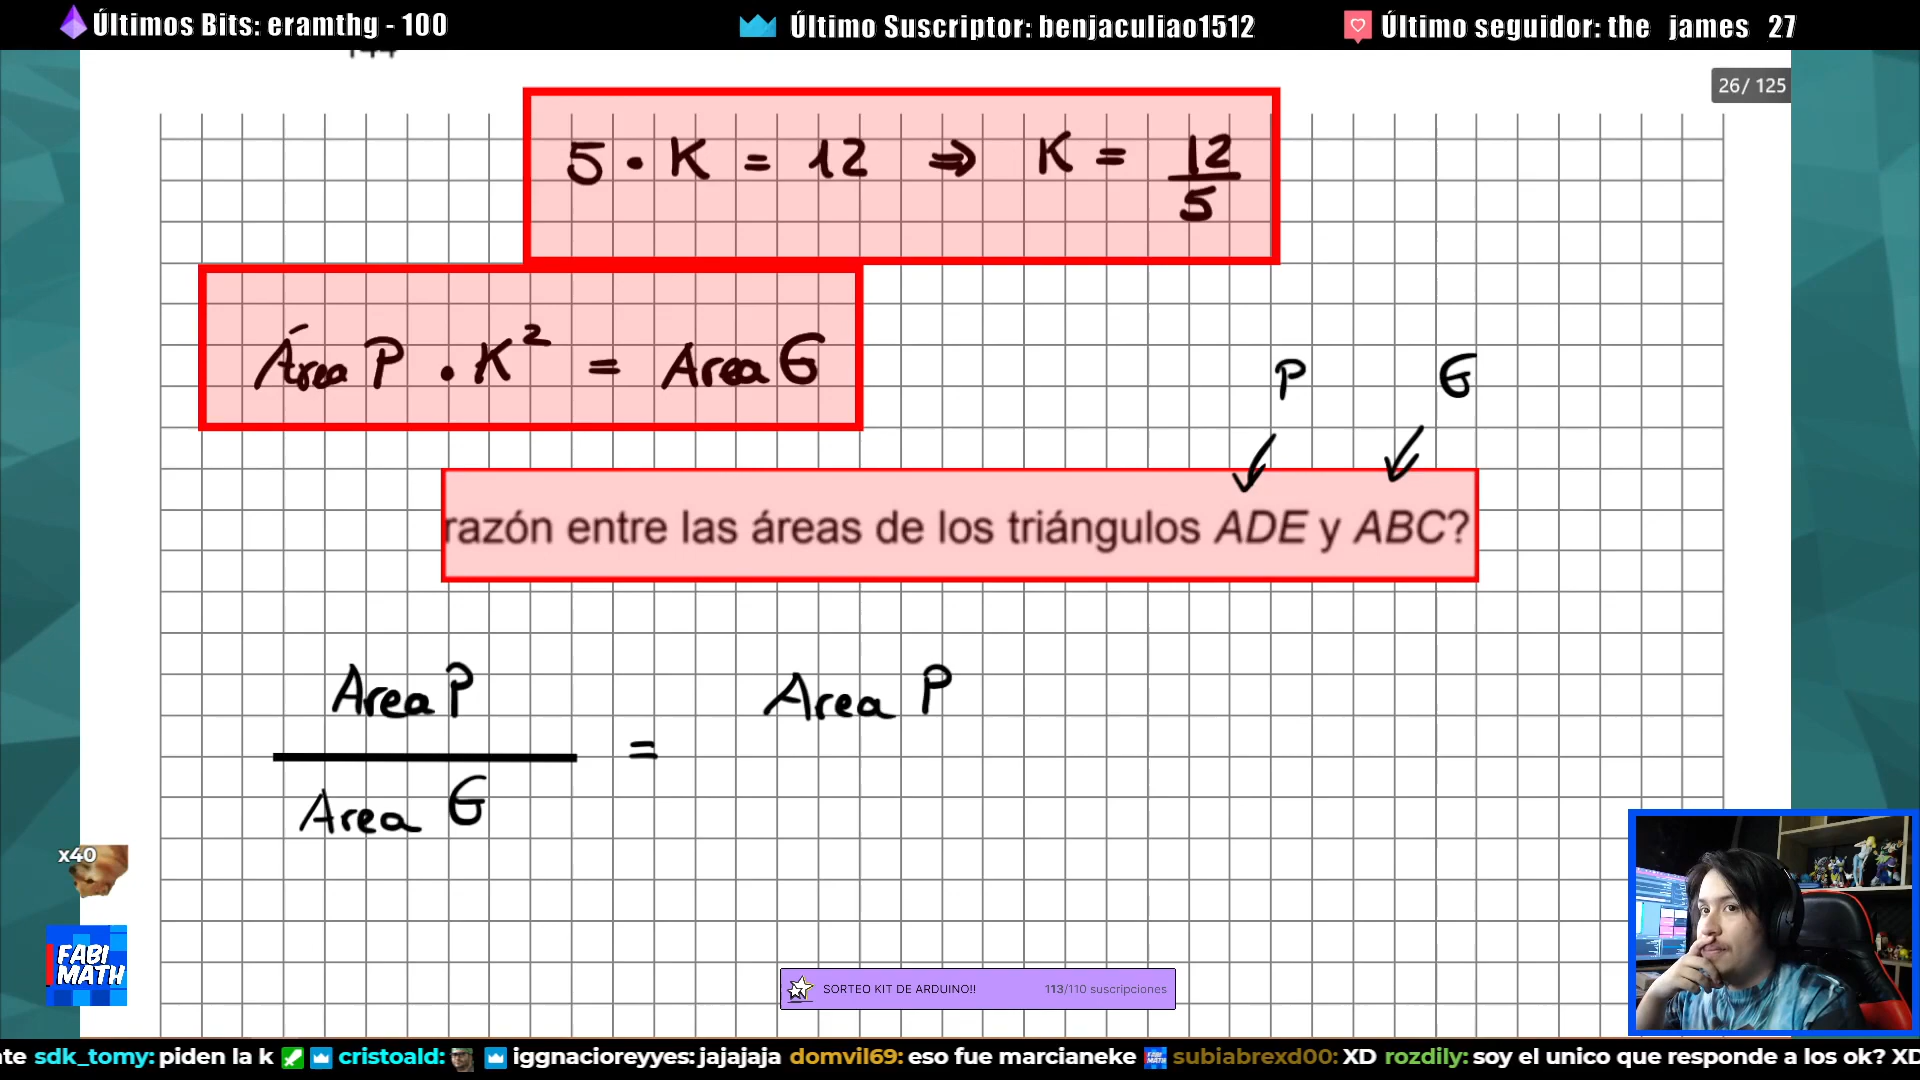 Últimos Bits: eramthg - 100
Último Suscriptor: benjaculiao1512
Último seguidor: the_james_27
26/ 125
5 · K = 12 ⇒ K = 12/5
Área P · K² = Area G
P G
razón entre las áreas de los triángulos ADE y ABC?
Area P
Area G
=
Area P
x40
FABI
MATH
SORTEO KIT DE ARDUINO!! 113/110 suscripciones
te sdk_tomy: piden la k cristoald: iggnacioreyyes: jajajaja domvil69: eso fue marcianeke subiabrexd00: XD rozdily: soy el unico que responde a los ok? XD